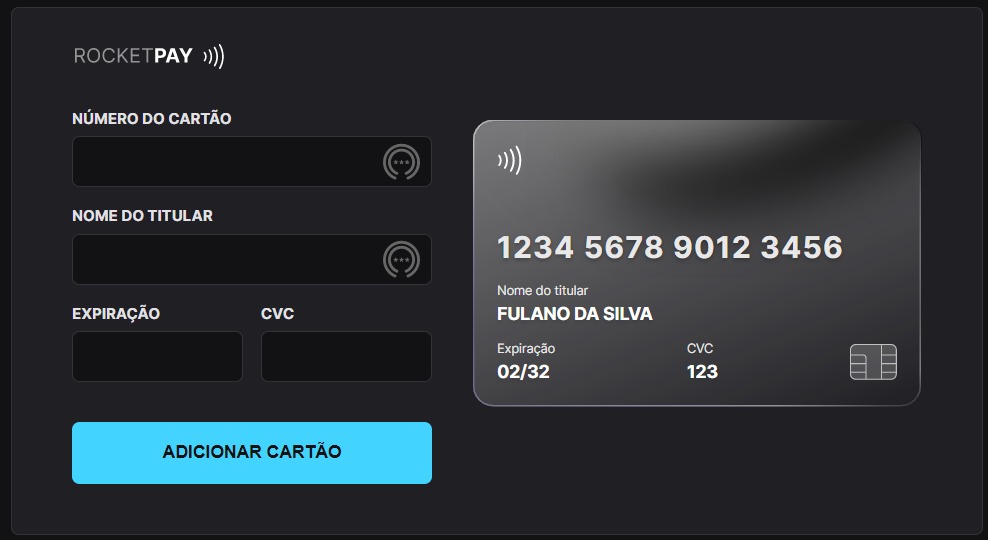 ROCKETPAY
NÚMERO DO CARTÃO
NOME DO TITULAR
EXPIRAÇÃO CVC
ADICIONAR CARTÃO
1234 5678 9012 3456
Nome do titular
FULANO DA SILVA
Expiração CVC
02/32 123